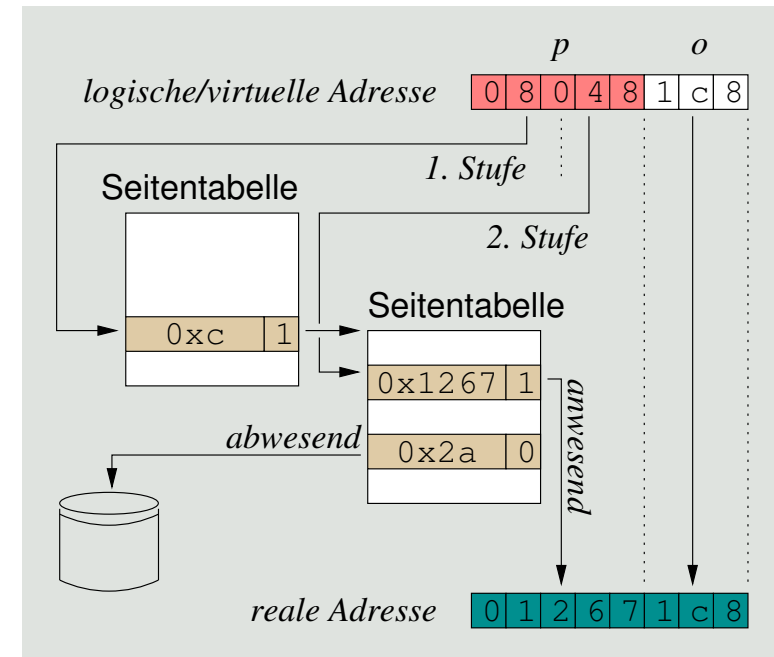 p o
logische/virtuelle Adresse 0 8 0 4 8 1 c 8
1. Stufe
Seitentabelle
2. Stufe
Seitentabelle
0xc 1
0x1267 1
anwesend
abwesend
0x2a 0
reale Adresse 0 1 2 6 7 1 c 8